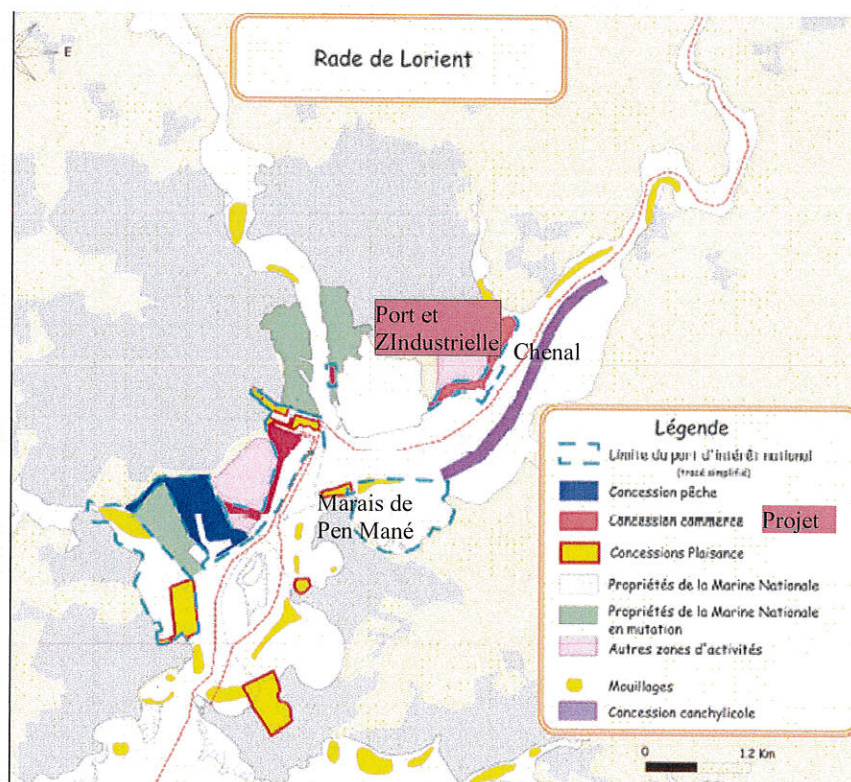 Rade de Lorient
E
Port et
ZIndustrielle
Chenal
Marais de
Pen Mané
Légende
Limite du port d'intérêt national
(tracé simplifié)
Concession pêche
Concession commerce
Projet
Concessions Plaisance
Propriétés de la Marine Nationale
Propriétés de la Marine Nationale
en mutation
Autres zones d'activités
Mouillages
Concession conchylicole
0
1.2 Km